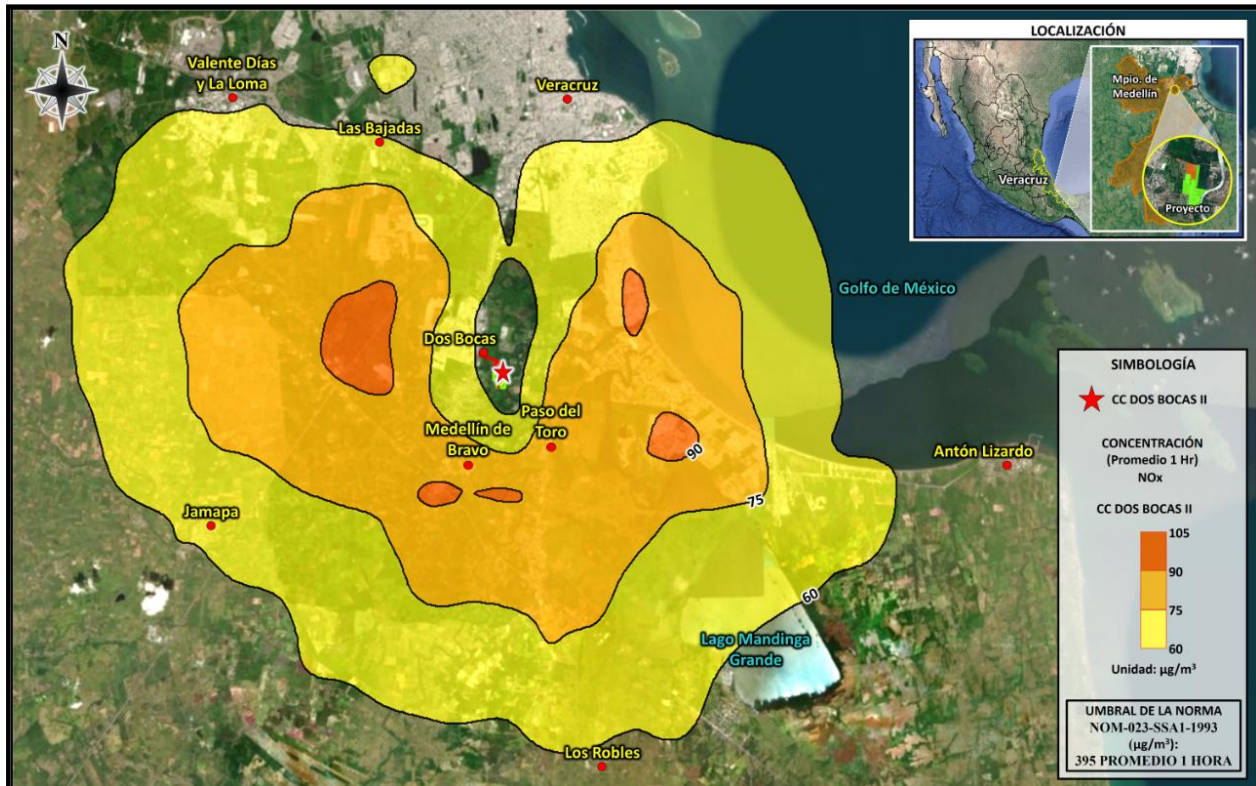 N
Valente Días
y La Loma
Veracruz
Las Bajadas
Dos Bocas
Medellín de
Bravo
Paso del
Toro
Jamapa
Antón Lizardo
Los Robles
Golfo de México
Lago Mandinga
Grande
90
75
60
LOCALIZACIÓN
Mpio. de
Medellín
Veracruz
Proyecto
SIMBOLOGÍA
CC DOS BOCAS II
CONCENTRACIÓN
(Promedio 1 Hr)
NOx
CC DOS BOCAS II
105
90
75
60
Unidad: µg/m³
UMBRAL DE LA NORMA
NOM-023-SSA1-1993
(µg/m³):
395 PROMEDIO 1 HORA